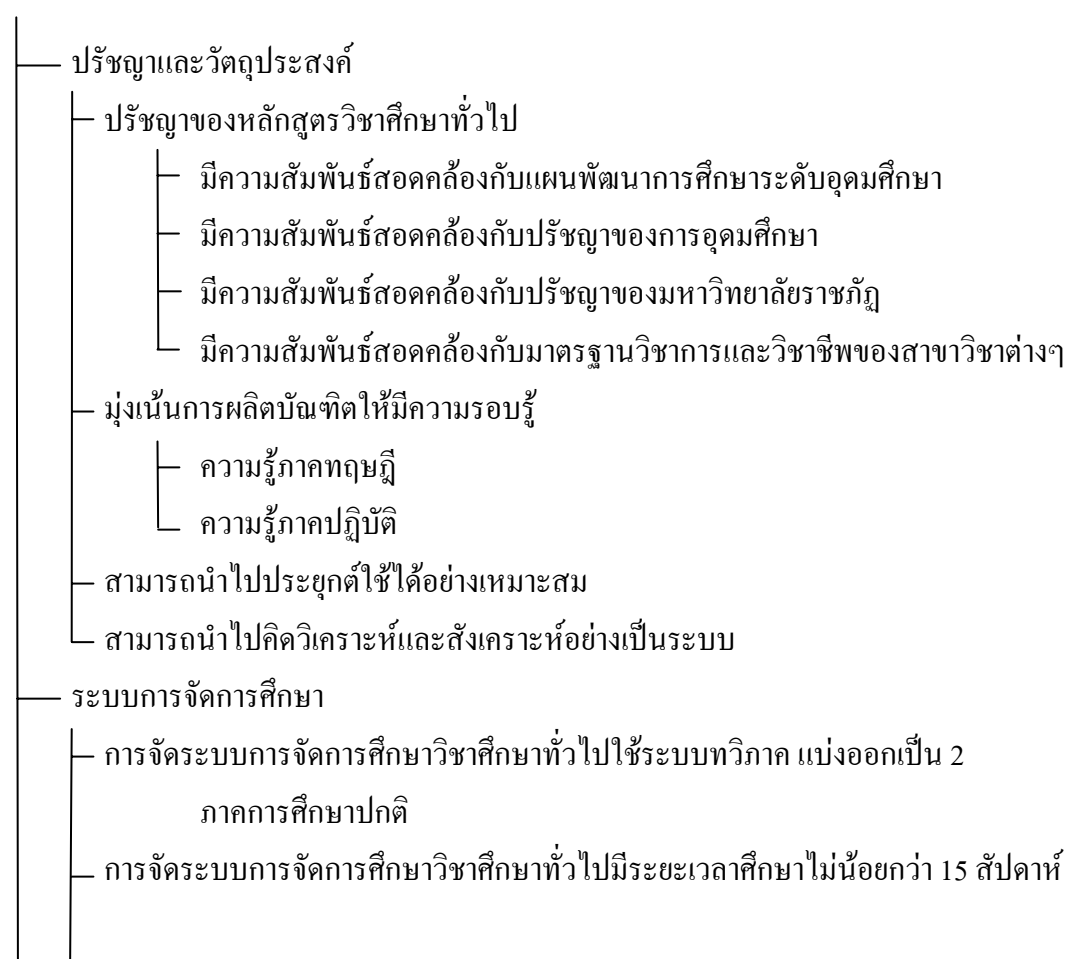 ปรัชญาและวัตถุประสงค์
ปรัชญาของหลักสูตรวิชาศึกษาทั่วไป
มีความสัมพันธ์สอดคล้องกับแผนพัฒนาการศึกษาระดับอุดมศึกษา
มีความสัมพันธ์สอดคล้องกับปรัชญาของการอุดมศึกษา
มีความสัมพันธ์สอดคล้องกับปรัชญาของมหาวิทยาลัยราชภัฏ
มีความสัมพันธ์สอดคล้องกับมาตรฐานวิชาการและวิชาชีพของสาขาวิชาต่างๆ
มุ่งเน้นการผลิตบัณฑิตให้มีความรอบรู้
ความรู้ภาคทฤษฎี
ความรู้ภาคปฏิบัติ
สามารถนำไปประยุกต์ใช้ได้อย่างเหมาะสม
สามารถนำไปคิดวิเคราะห์และสังเคราะห์อย่างเป็นระบบ
ระบบการจัดการศึกษา
การจัดระบบการจัดการศึกษาวิชาศึกษาทั่วไปใช้ระบบทวิภาค แบ่งออกเป็น 2
ภาคการศึกษาปกติ
การจัดระบบการจัดการศึกษาวิชาศึกษาทั่วไปมีระยะเวลาศึกษาไม่น้อยกว่า 15 สัปดาห์